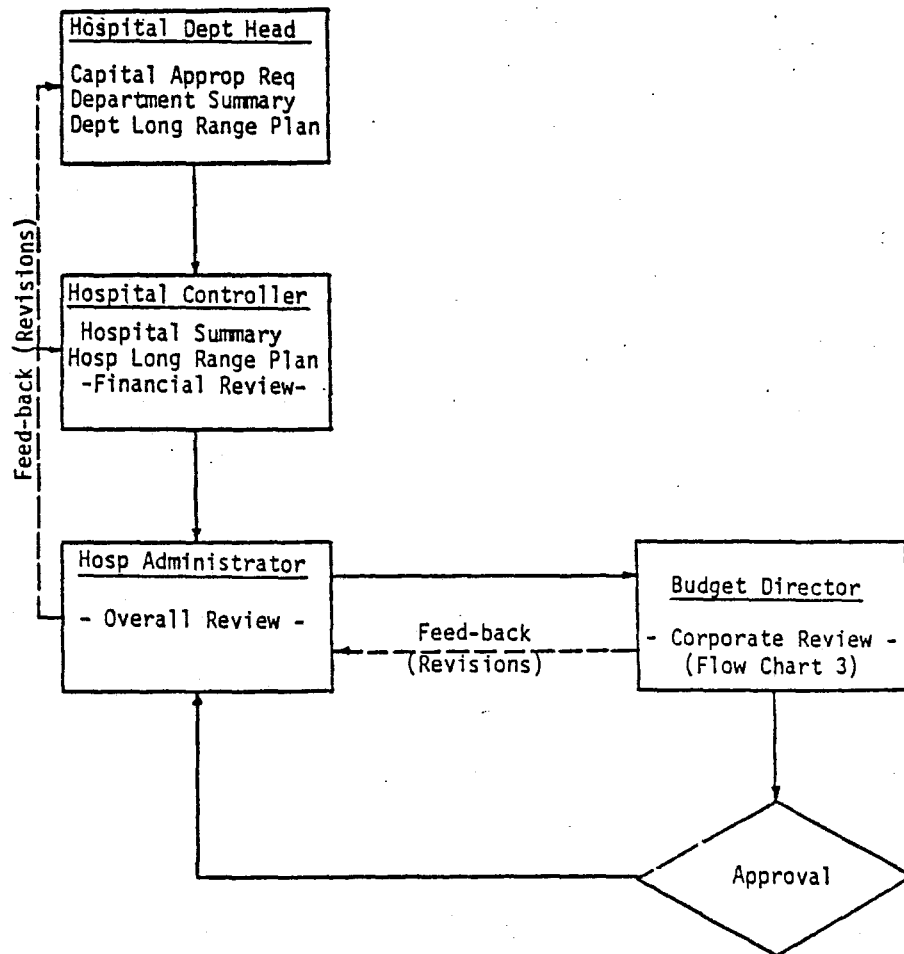 Hospital Dept Head
Capital Approp Req
Department Summary
Dept Long Range Plan
Feed-back (Revisions)
Hospital Controller
Hospital Summary
Hosp Long Range Plan
-Financial Review-
Hosp Administrator
- Overall Review -
Feed-back
(Revisions)
Budget Director
- Corporate Review -
(Flow Chart 3)
Approval